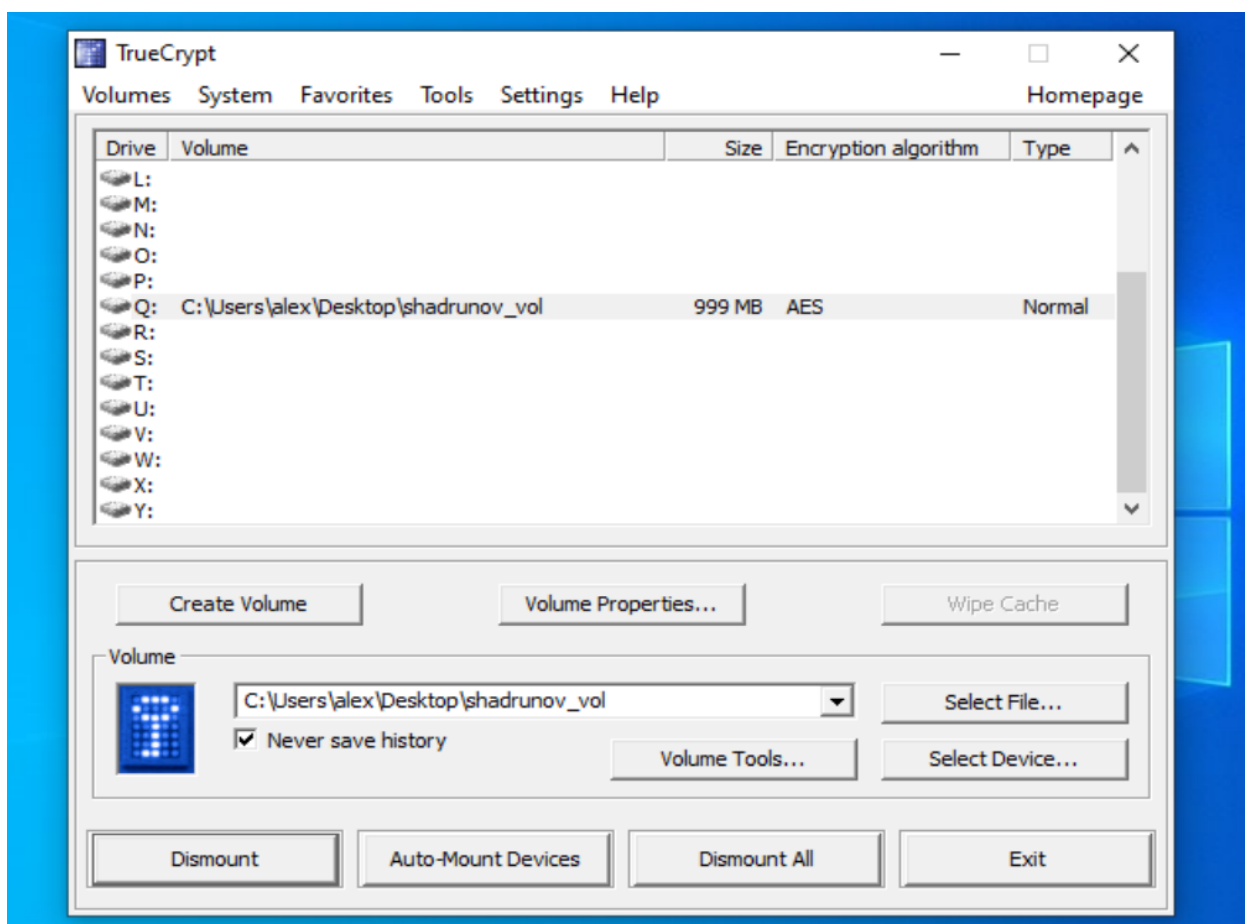 TrueCrypt
Volumes System Favorites Tools Settings Help Homepage
Drive Volume Size Encryption algorithm Type
L:
M:
N:
O:
P:
Q: C:\Users\alex\Desktop\shadrunov_vol 999 MB AES Normal
R:
S:
T:
U:
V:
W:
X:
Y:
Create Volume Volume Properties... Wipe Cache
Volume
C:\Users\alex\Desktop\shadrunov_vol Select File...
Never save history
Volume Tools... Select Device...
Dismount Auto-Mount Devices Dismount All Exit